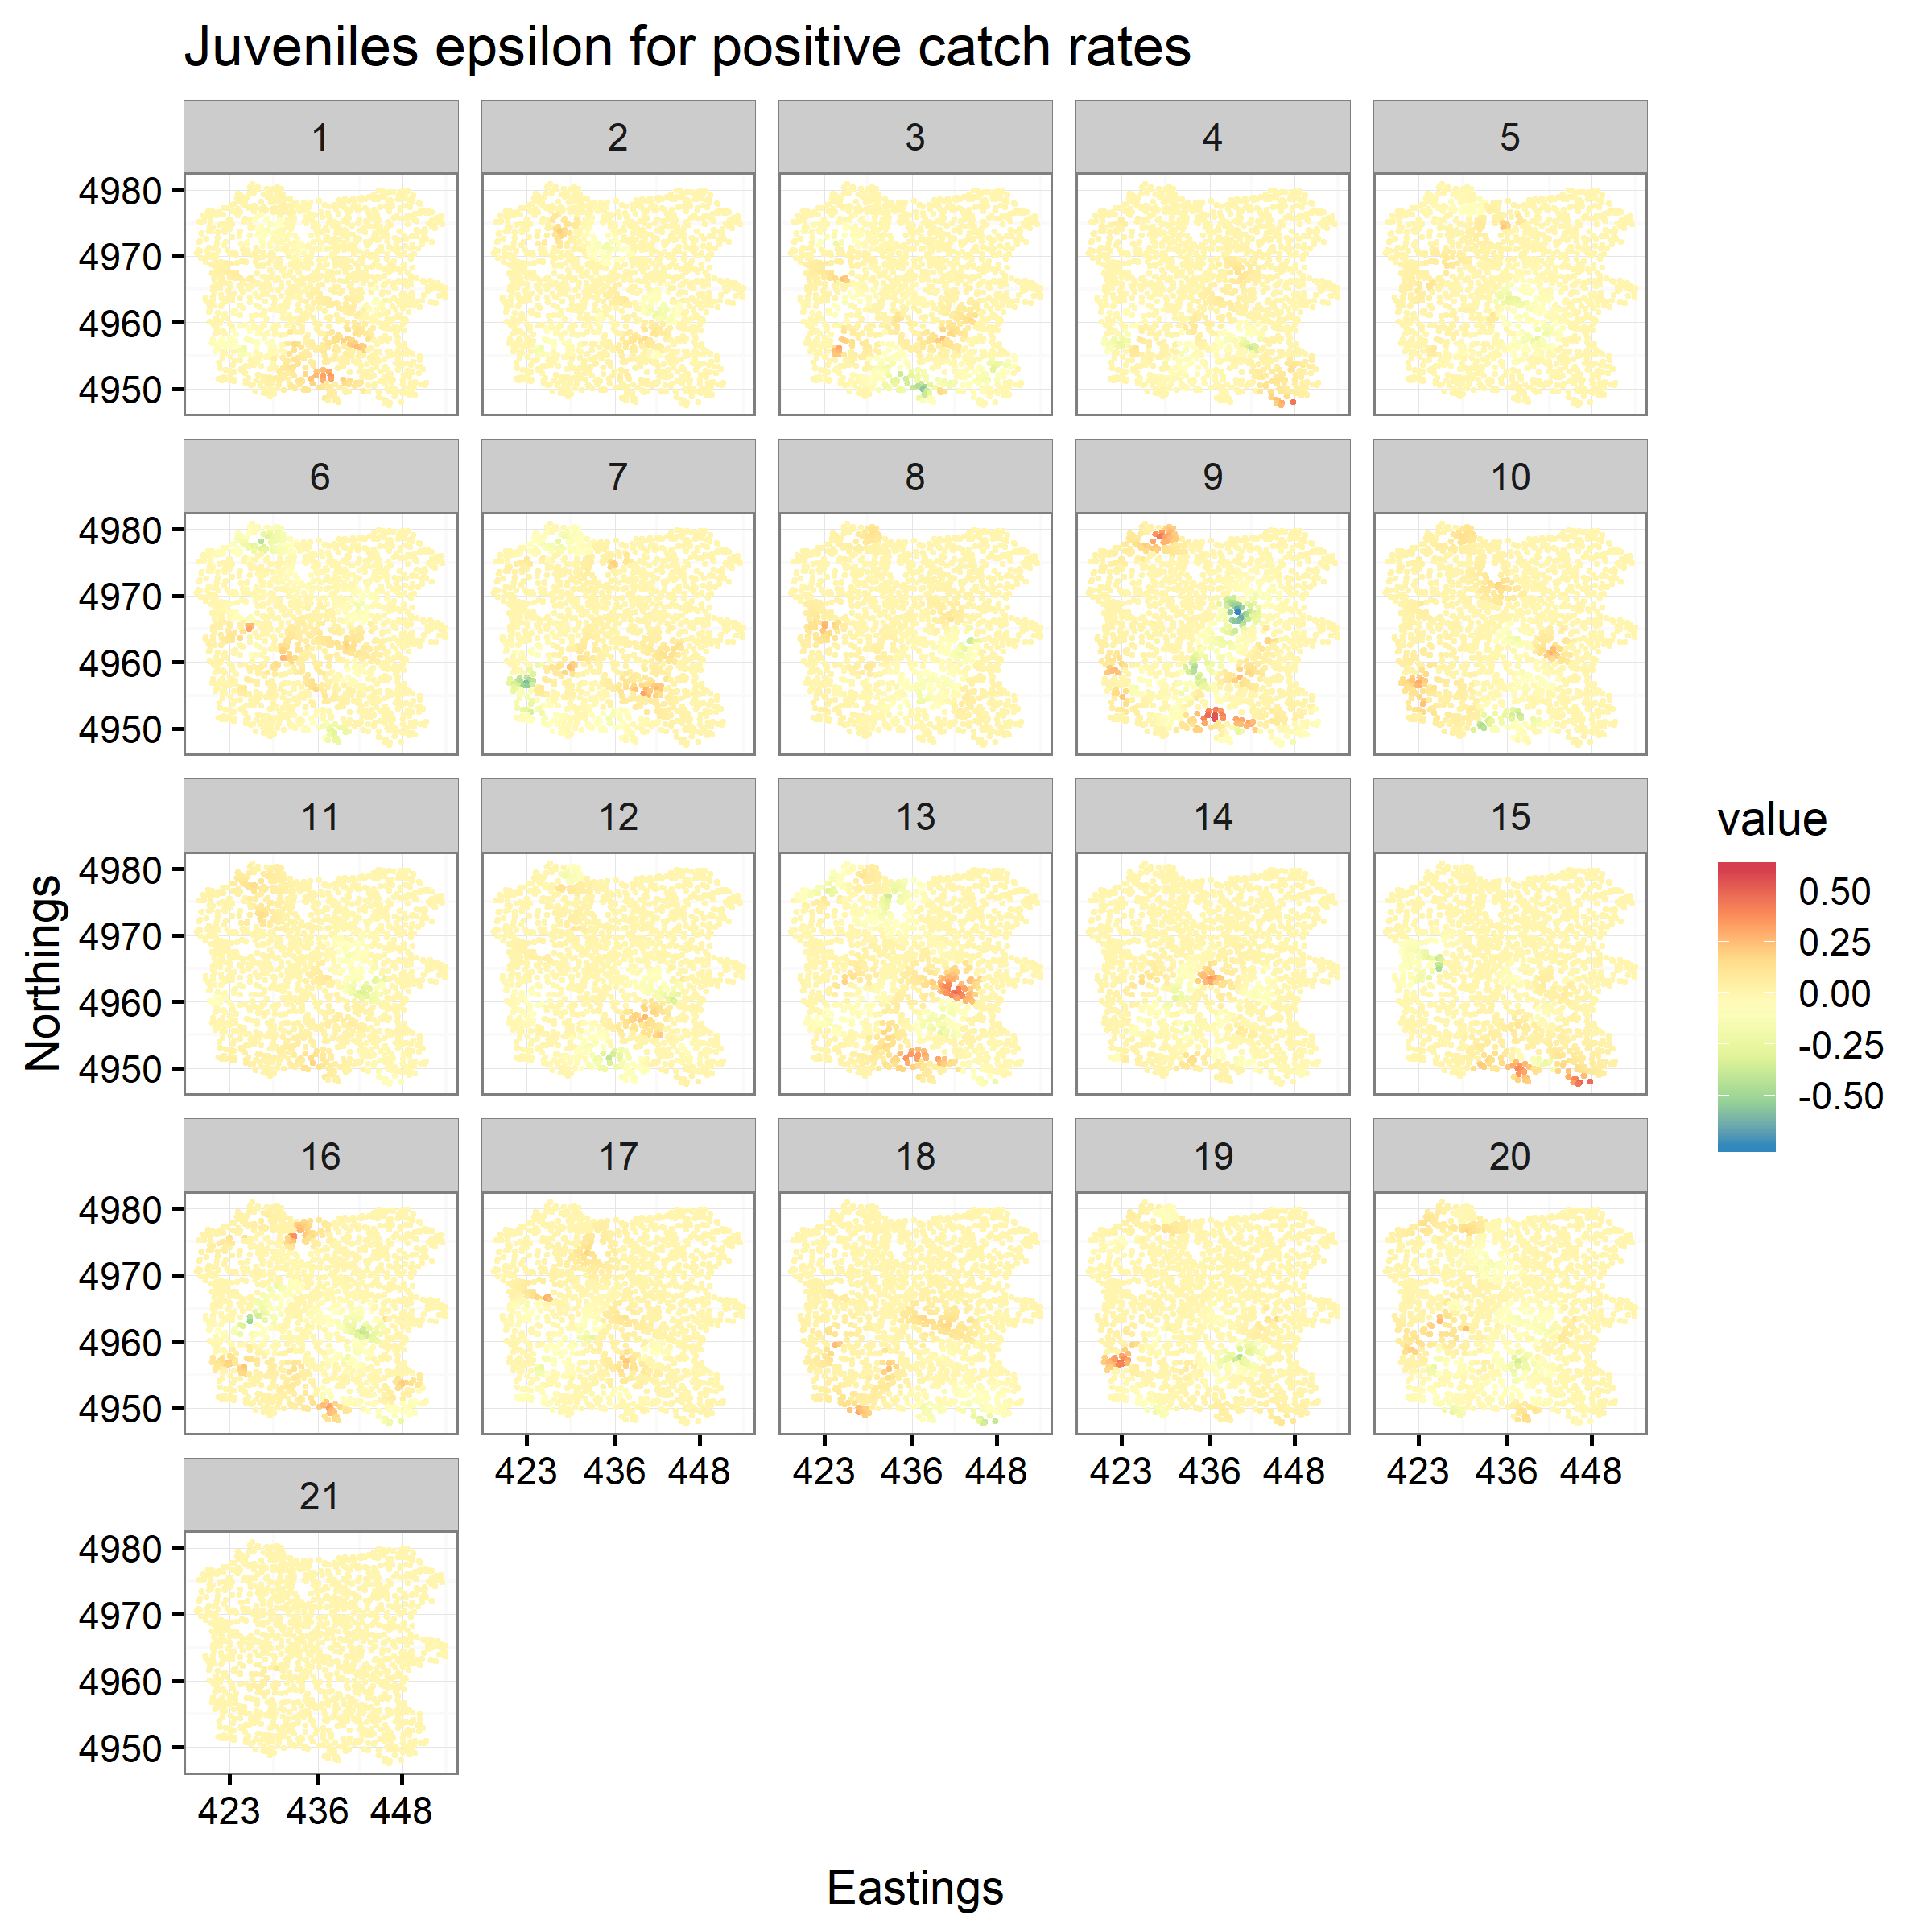 Juveniles epsilon for positive catch rates
1 2 3 4 5
4980
4970
4960
4950
6 7 8 9 10
4980
4970
4960
4950
11 12 13 14 15
4980
4970
4960
4950
16 17 18 19 20
4980
4970
4960
4950
423 436 448 423 436 448 423 436 448 423 436 448
21
4980
4970
4960
4950
423 436 448
Northings
Eastings
value
0.50
0.25
0.00
-0.25
-0.50